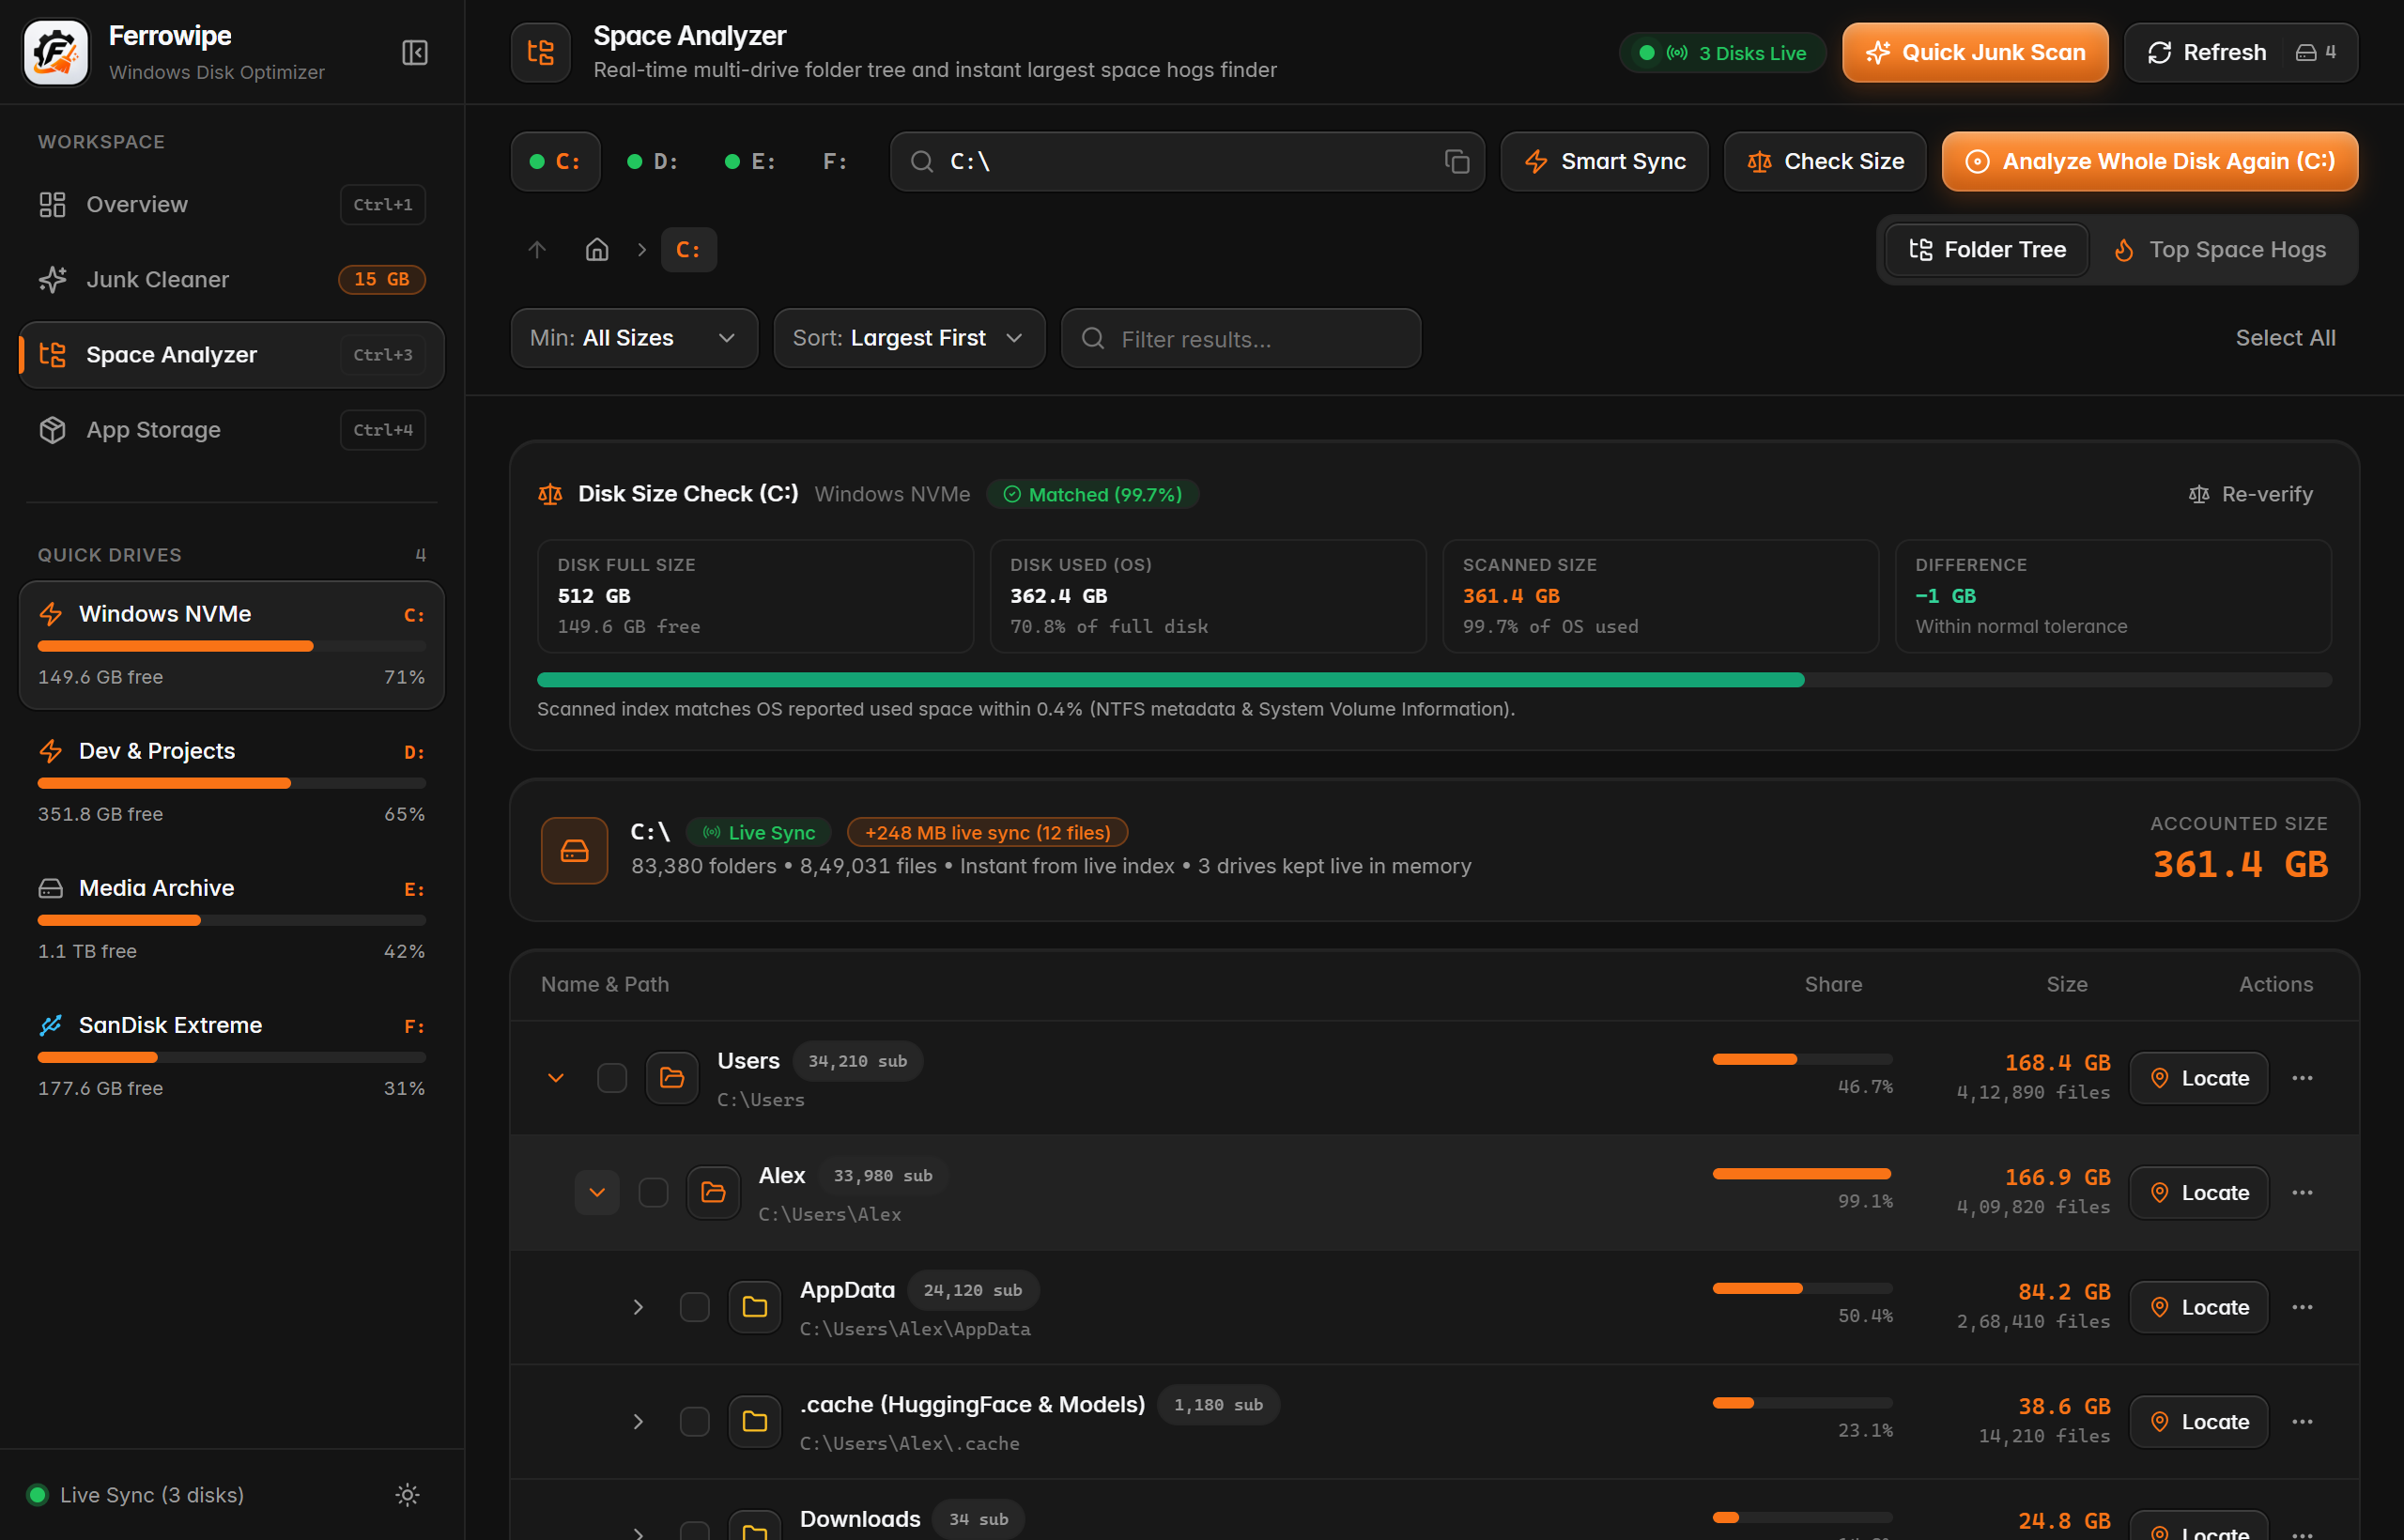 Ferrowipe
Windows Disk Optimizer
WORKSPACE
Overview Ctrl+1
Junk Cleaner 15 GB
Space Analyzer Ctrl+3
App Storage Ctrl+4
QUICK DRIVES 4
Windows NVMe C:
149.6 GB free 71%
Dev & Projects D:
351.8 GB free 65%
Media Archive E:
1.1 TB free 42%
SanDisk Extreme F:
177.6 GB free 31%
Live Sync (3 disks)
Space Analyzer
Real-time multi-drive folder tree and instant largest space hogs finder
3 Disks Live
Quick Junk Scan
Refresh 4
C: D: E: F:
C:\
Smart Sync
Check Size
Analyze Whole Disk Again (C:)
C:
Folder Tree
Top Space Hogs
Min: All Sizes
Sort: Largest First
Filter results...
Select All
Disk Size Check (C:) Windows NVMe Matched (99.7%)
Re-verify
DISK FULL SIZE
512 GB
149.6 GB free
DISK USED (OS)
362.4 GB
70.8% of full disk
SCANNED SIZE
361.4 GB
99.7% of OS used
DIFFERENCE
−1 GB
Within normal tolerance
Scanned index matches OS reported used space within 0.4% (NTFS metadata & System Volume Information).
C:\ Live Sync +248 MB live sync (12 files)
83,380 folders • 8,49,031 files • Instant from live index • 3 drives kept live in memory
ACCOUNTED SIZE
361.4 GB
Name & Path Share Size Actions
Users 34,210 sub
C:\Users
46.7%
168.4 GB
4,12,890 files
Locate
Alex 33,980 sub
C:\Users\Alex
99.1%
166.9 GB
4,09,820 files
Locate
AppData 24,120 sub
C:\Users\Alex\AppData
50.4%
84.2 GB
2,68,410 files
Locate
.cache (HuggingFace & Models) 1,180 sub
C:\Users\Alex\.cache
23.1%
38.6 GB
14,210 files
Locate
Downloads 34 sub
24.8 GB
Locate